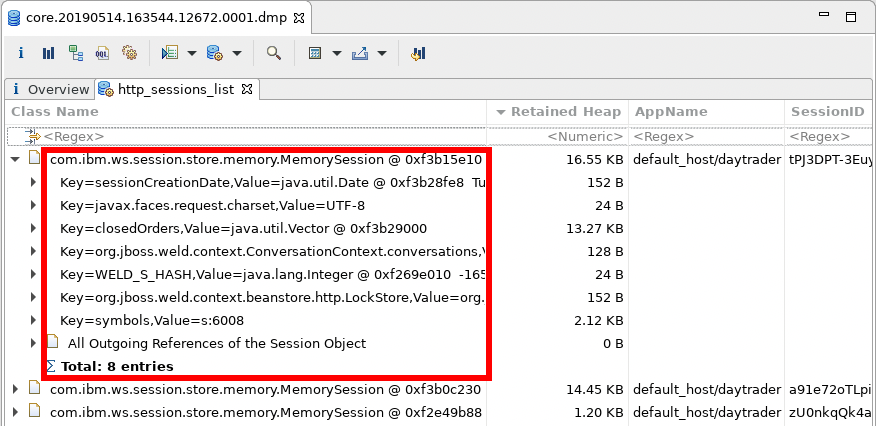 core.20190514.163544.12672.0001.dmp
i OQL
i Overview http_sessions_list
Class Name Retained Heap AppName SessionID
<Regex> <Numeric> <Regex> <Regex>
com.ibm.ws.session.store.memory.MemorySession @ 0xf3b15e10 16.55 KB default_host/daytrader tPJ3DPT-3Euy
Key=sessionCreationDate,Value=java.util.Date @ 0xf3b28fe8 Tu 152 B
Key=javax.faces.request.charset,Value=UTF-8 24 B
Key=closedOrders,Value=java.util.Vector @ 0xf3b29000 13.27 KB
Key=org.jboss.weld.context.ConversationContext.conversations, 128 B
Key=WELD_S_HASH,Value=java.lang.Integer @ 0xf269e010 -165 24 B
Key=org.jboss.weld.context.beanstore.http.LockStore,Value=org. 152 B
Key=symbols,Value=s:6008 2.12 KB
All Outgoing References of the Session Object 0 B
Σ Total: 8 entries
com.ibm.ws.session.store.memory.MemorySession @ 0xf3b0c230 14.45 KB default_host/daytrader a91e72oTLpi
com.ibm.ws.session.store.memory.MemorySession @ 0xf2e49b88 1.20 KB default_host/daytrader zU0nkqQk4a